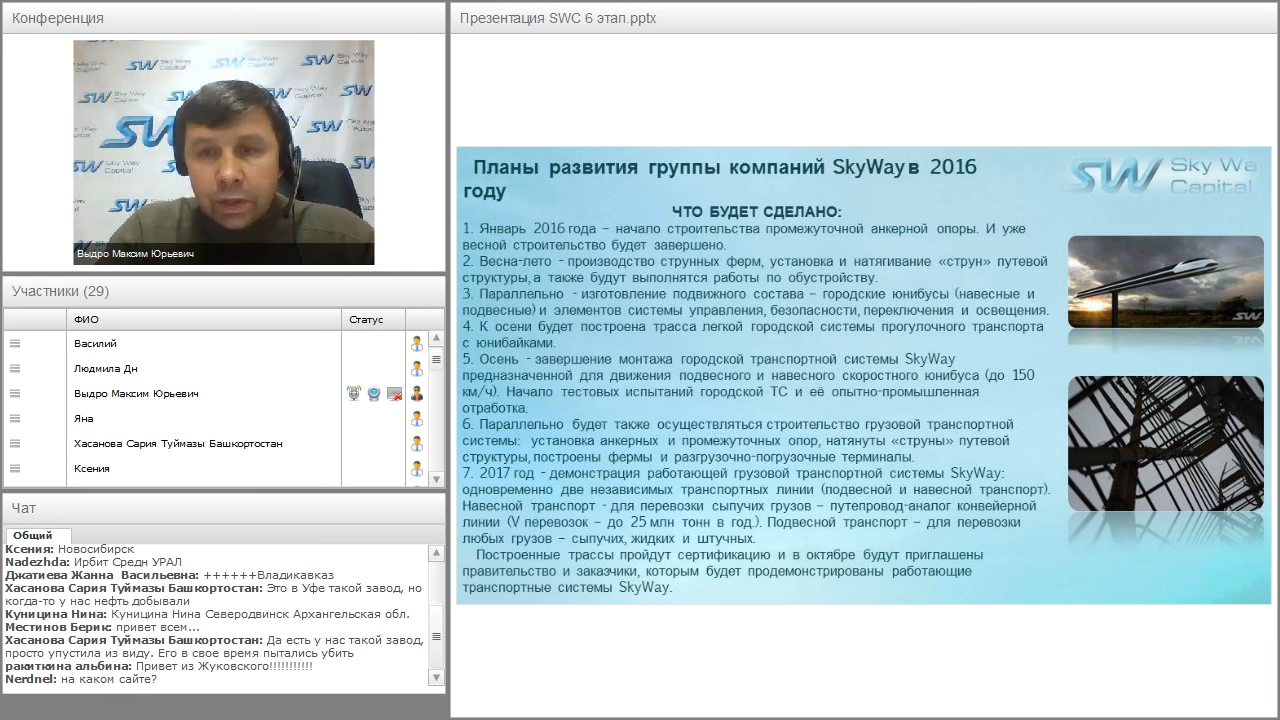 Конференция
Sky Way
Capital
SW
Выдро Максим Юрьевич
Участники (29)
ФИО
Статус
Василий
Людмила Дн
Выдро Максим Юрьевич
Яна
Хасанова Сария Туймазы Башкортостан
Ксения
Чат
Общий
Ксения: Новосибирск
Nadezhda: Ирбит Средн УРАЛ
Джатиева Жанна Васильевна: ++++++Владикавказ
Хасанова Сария Туймазы Башкортостан: Это в Уфе такой завод, но
когда-то у нас нефть добывали
Куницина Нина: Куницина Нина Северодвинск Архангельская обл.
Местинов Берик: привет всем...
Хасанова Сария Туймазы Башкортостан: Да есть у нас такой завод,
просто упустила из виду. Его в свое время пытались убить
ракиткина альбина: Привет из Жуковского!!!!!!!!!!!
Nerdnel: на каком сайте?
Презентация SWC 6 этап.pptx
Планы развития группы компаний SkyWay в 2016
году
SW Sky Wa
Capital
ЧТО БУДЕТ СДЕЛАНО:
1. Январь 2016 года – начало строительства промежуточной анкерной опоры. И уже
весной строительство будет завершено.
2. Весна-лето - производство струнных ферм, установка и натягивание «струн» путевой
структуры, а также будут выполнятся работы по обустройству.
3. Параллельно - изготовление подвижного состава – городские юнибусы (навесные и
подвесные) и элементов системы управления, безопасности, переключения и освещения.
4. К осени будет построена трасса легкой городской системы прогулочного транспорта
с юнибайками.
5. Осень - завершение монтажа городской транспортной системы SkyWay
предназначенной для движения подвесного и навесного скоростного юнибуса (до 150
км/ч). Начало тестовых испытаний городской ТС и её опытно-промышленная
отработка.
6. Параллельно будет также осуществляться строительство грузовой транспортной
системы: установка анкерных и промежуточных опор, натянуты «струны» путевой
структуры, построены фермы и разгрузочно-погрузочные терминалы.
7. 2017 год - демонстрация работающей грузовой транспортной системы SkyWay:
одновременно две независимых транспортных линии (подвесной и навесной транспорт).
Навесной транспорт - для перевозки сыпучих грузов – путепровод-аналог конвейерной
линии (V перевозок – до 25 млн тонн в год.). Подвесной транспорт – для перевозки
любых грузов – сыпучих, жидких и штучных.
Построенные трассы пройдут сертификацию и в октябре будут приглашены
правительство и заказчики, которым будет продемонстрированы работающие
транспортные системы SkyWay.
SW